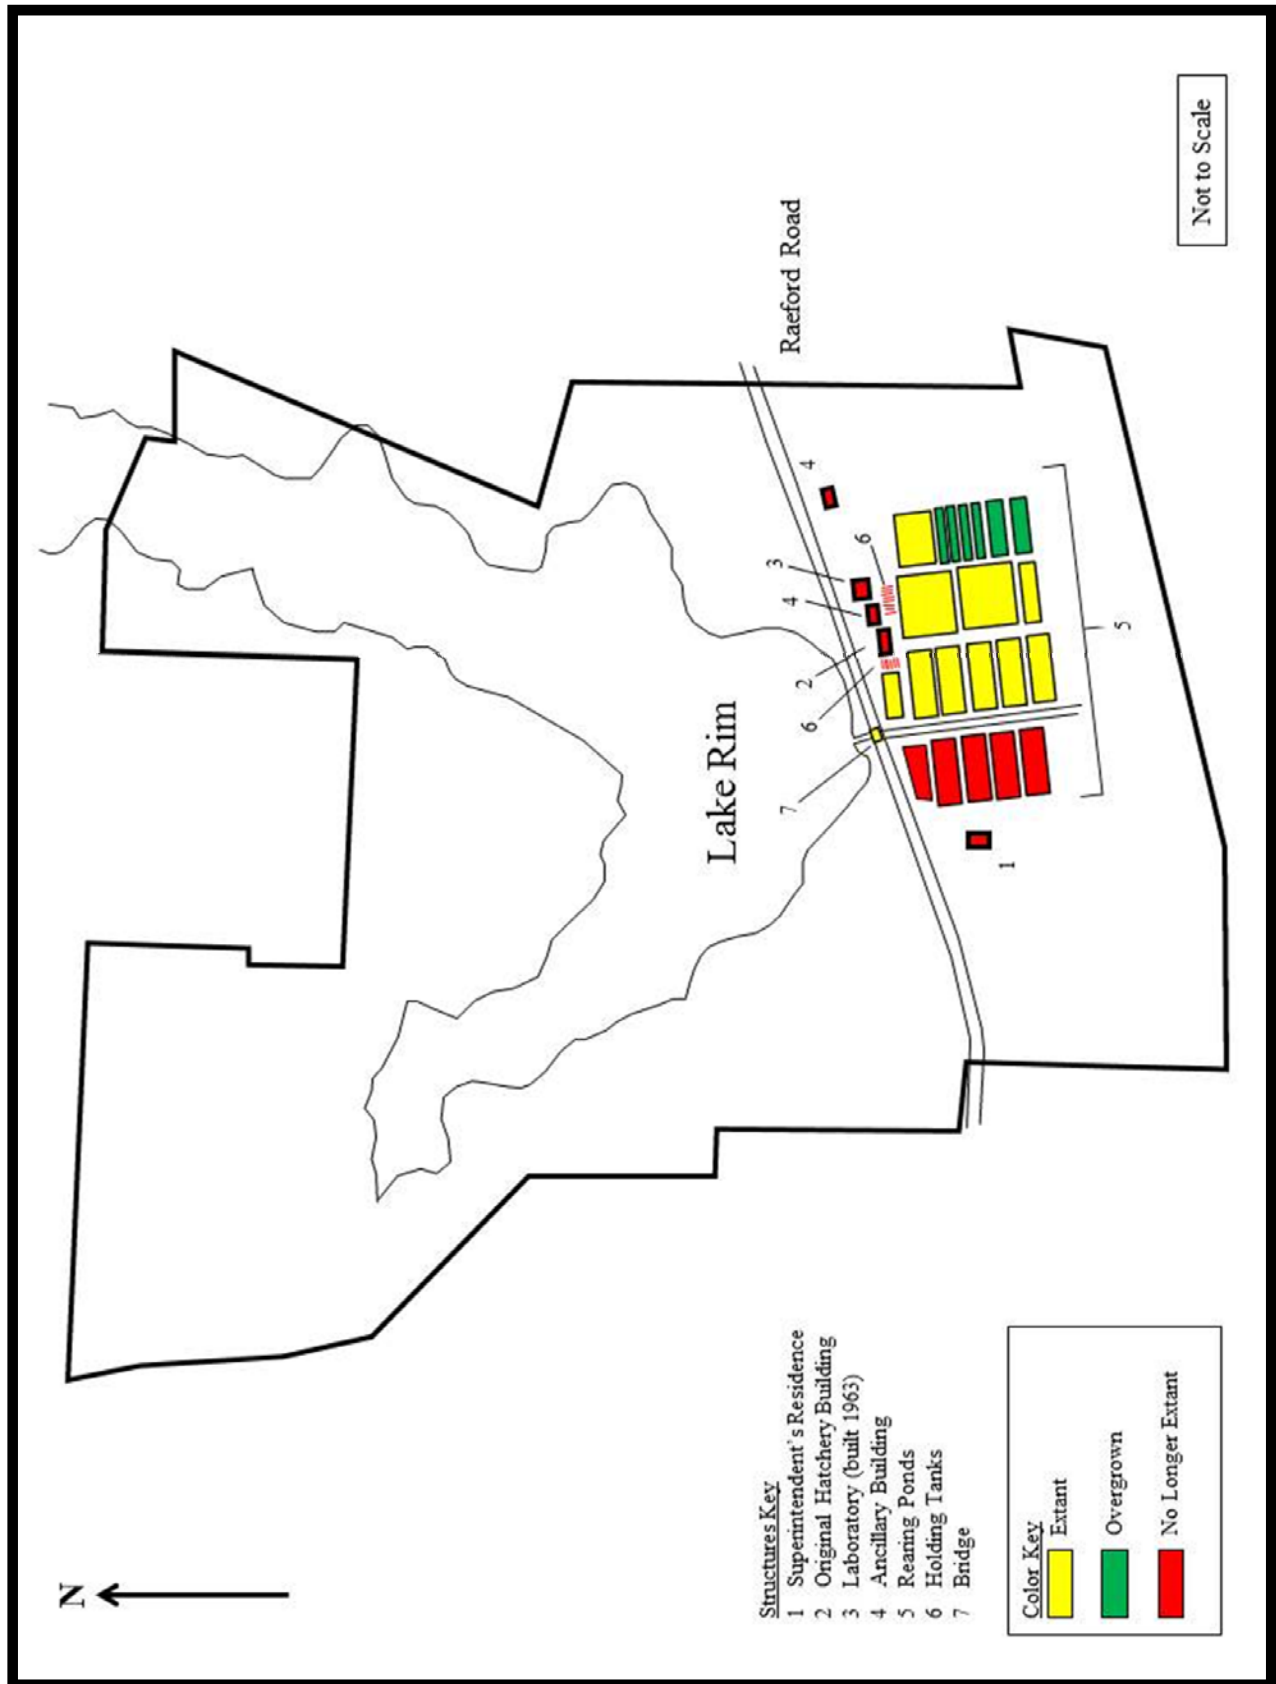 N
Lake Rim
Raeford Road
7
6
2
4
3
6
4
1
5
Structures Key
1 Superintendent's Residence
2 Original Hatchery Building
3 Laboratory (built 1963)
4 Ancillary Building
5 Rearing Ponds
6 Holding Tanks
7 Bridge
Color Key
Extant
Overgrown
No Longer Extant
Not to Scale